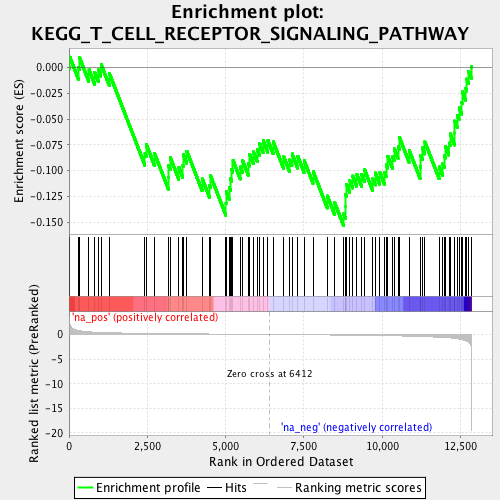 Enrichment plot:
KEGG_T_CELL_RECEPTOR_SIGNALING_PATHWAY
Enrichment score (ES)
0.000
-0.025
-0.050
-0.075
-0.100
-0.125
-0.150
'na_pos' (positively correlated)
Ranked list metric (PreRanked)
0
-5
-10
-15
-20
Zero cross at 6412
'na_neg' (negatively correlated)
0
2,500
5,000
7,500
10,000
12,500
Rank in Ordered Dataset
Enrichment profile
Hits
Ranking metric scores